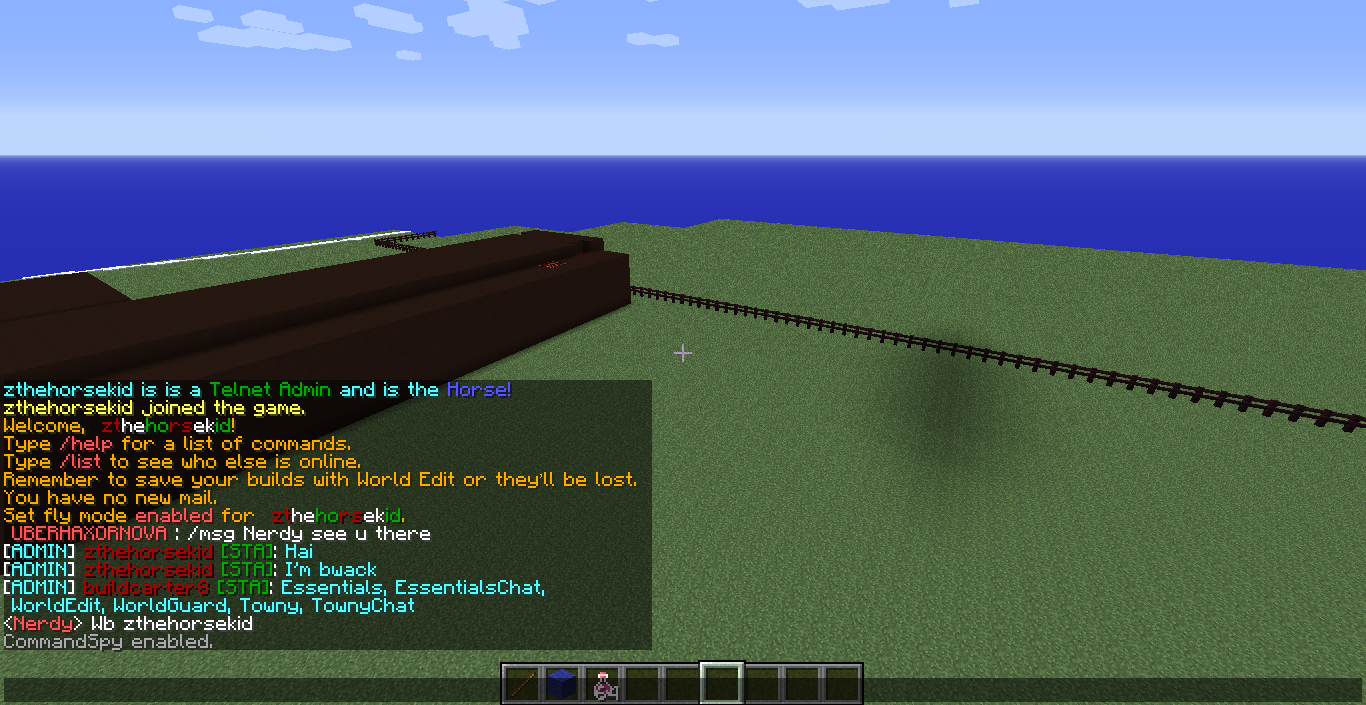 zthehorsekid is is a Telnet Admin and is the Horse!
zthehorsekid joined the game.
Welcome, zthehorsekid!
Type /help for a list of commands.
Type /list to see who else is online.
Remember to save your builds with World Edit or they'll be lost.
You have no new mail.
Set fly mode enabled for zthehorsekid.
UBERHAXORNOVA : /msg Nerdy see u there
[ADMIN] zthehorsekid [STA]: Hai
[ADMIN] zthehorsekid [STA]: I'm bwack
[ADMIN] buildcarter8 [STA]: Essentials, EssentialsChat,
WorldEdit, WorldGuard, Towny, TownyChat
<Nerdy> Wb zthehorsekid
CommandSpy enabled.
64